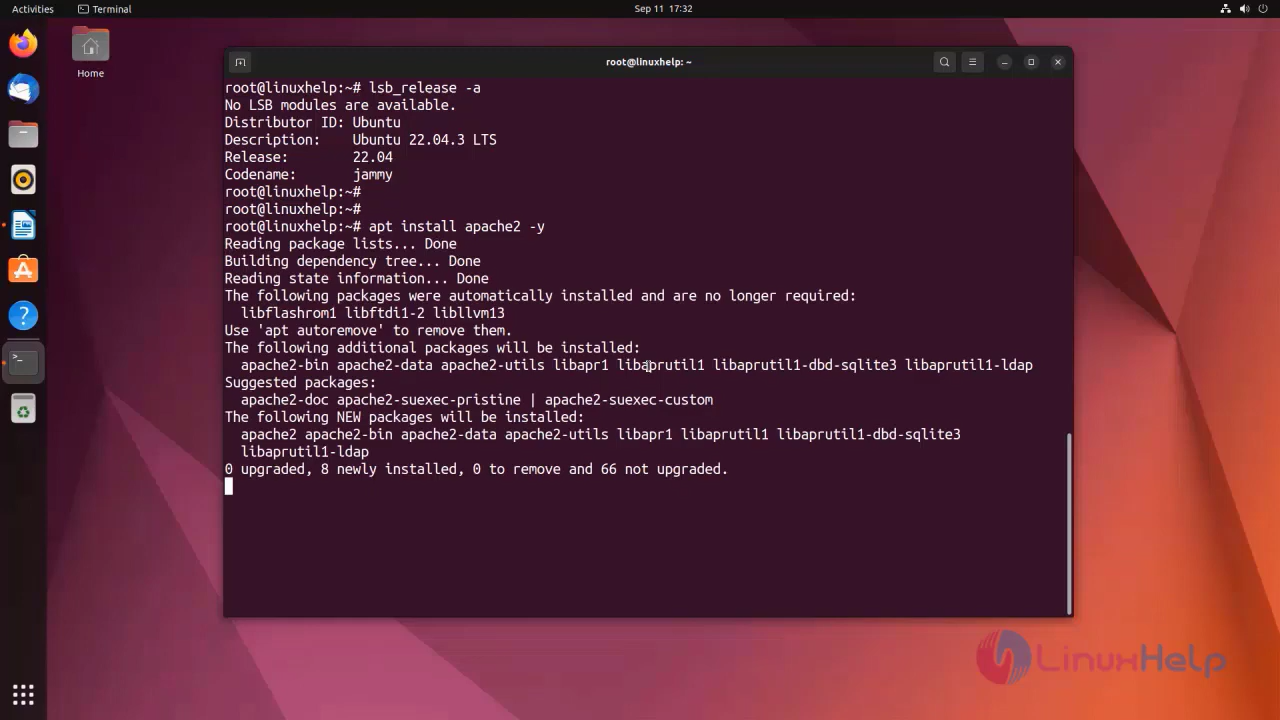 Activities
Terminal
Sep 11 17:32
Home
root@linuxhelp: ~
root@linuxhelp:~# lsb_release -a
No LSB modules are available.
Distributor ID: Ubuntu
Description:    Ubuntu 22.04.3 LTS
Release:        22.04
Codename:       jammy
root@linuxhelp:~#
root@linuxhelp:~#
root@linuxhelp:~# apt install apache2 -y
Reading package lists... Done
Building dependency tree... Done
Reading state information... Done
The following packages were automatically installed and are no longer required:
  libflashrom1 libftdi1-2 libllvm13
Use 'apt autoremove' to remove them.
The following additional packages will be installed:
  apache2-bin apache2-data apache2-utils libapr1 libaprutil1 libaprutil1-dbd-sqlite3 libaprutil1-ldap
Suggested packages:
  apache2-doc apache2-suexec-pristine | apache2-suexec-custom
The following NEW packages will be installed:
  apache2 apache2-bin apache2-data apache2-utils libapr1 libaprutil1 libaprutil1-dbd-sqlite3
  libaprutil1-ldap
0 upgraded, 8 newly installed, 0 to remove and 66 not upgraded.
LinuxHelp